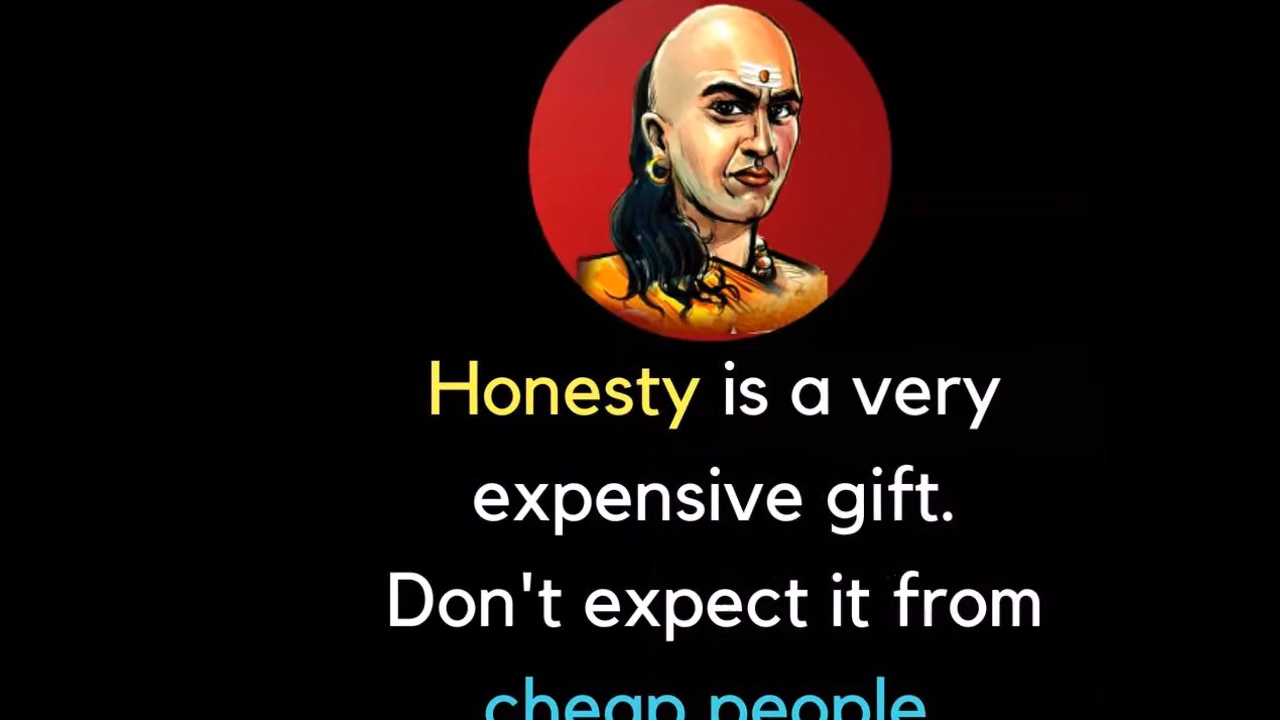 Honesty is a very
expensive gift.
Don't expect it from
cheap people